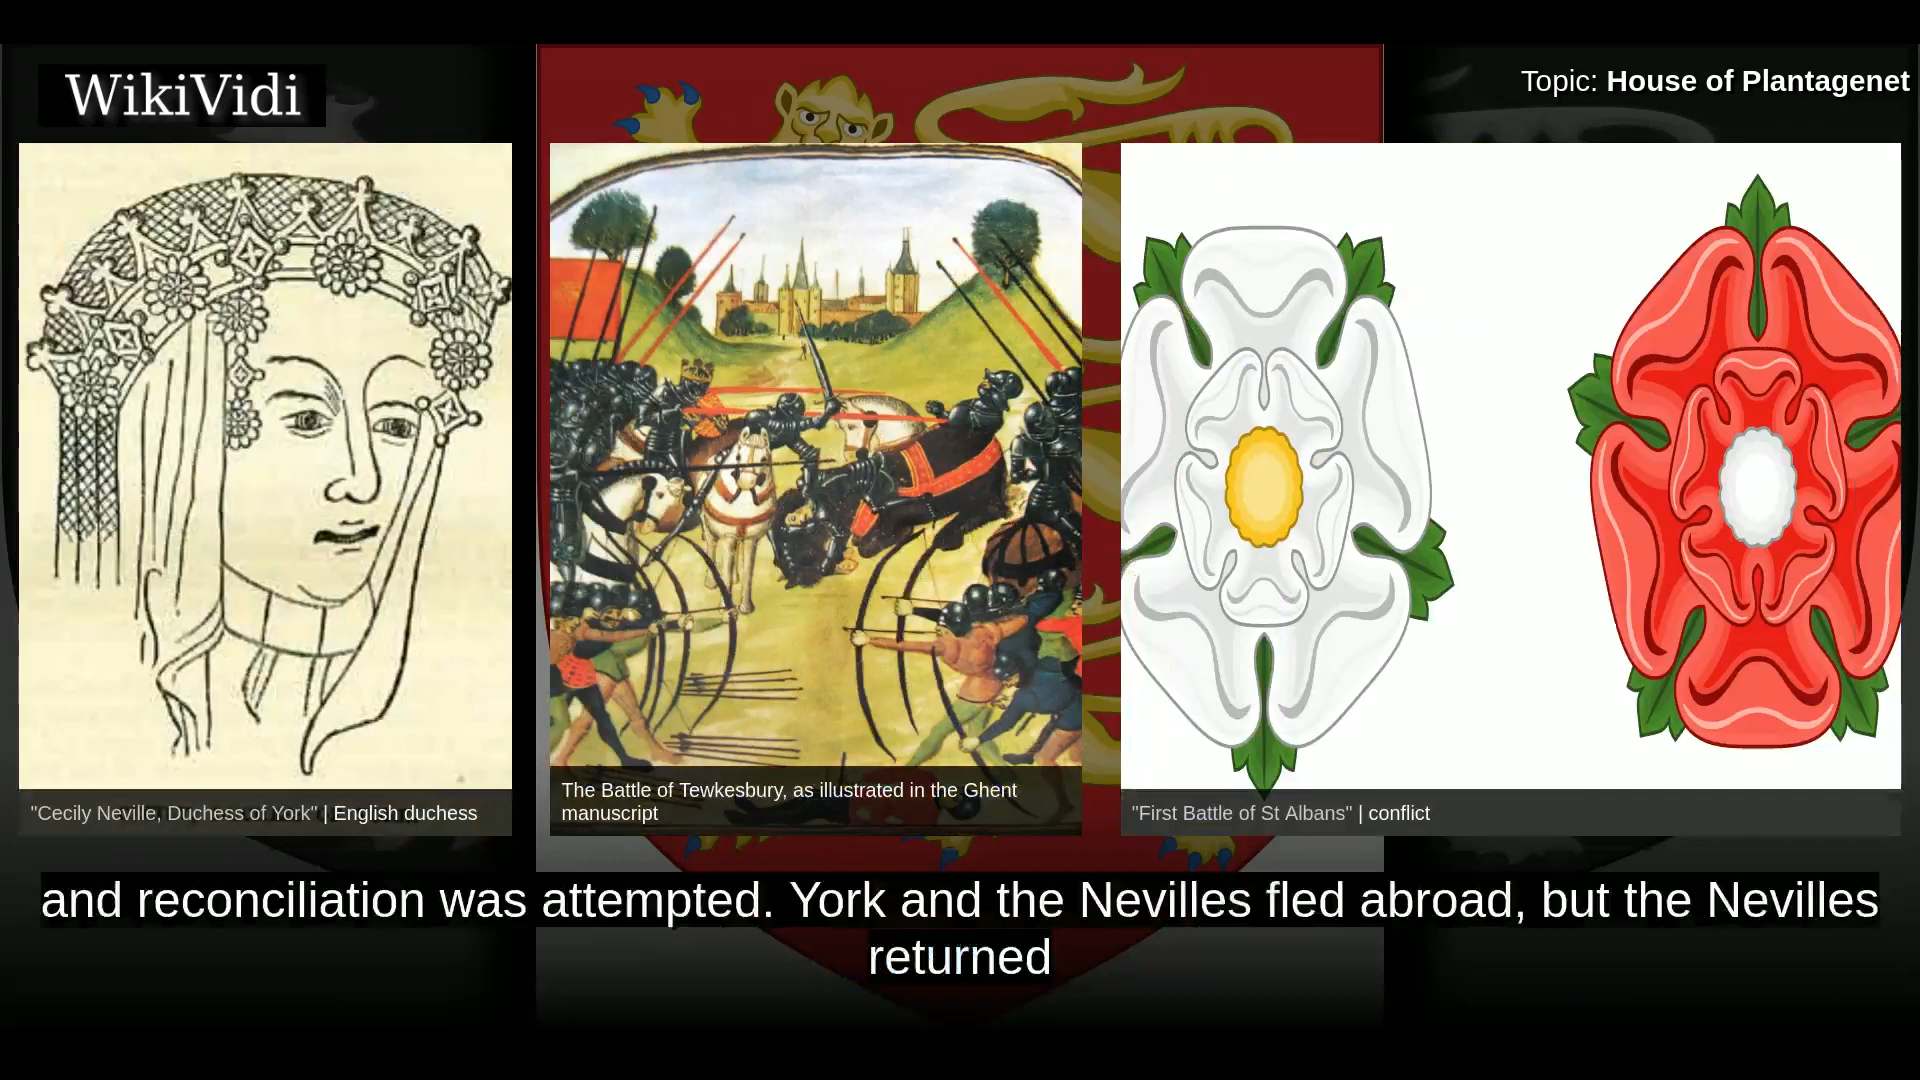 WikiVidi
Topic: House of Plantagenet
"Cecily Neville, Duchess of York" | English duchess
The Battle of Tewkesbury, as illustrated in the Ghent
manuscript
"First Battle of St Albans" | conflict
and reconciliation was attempted. York and the Nevilles fled abroad, but the Nevilles
returned